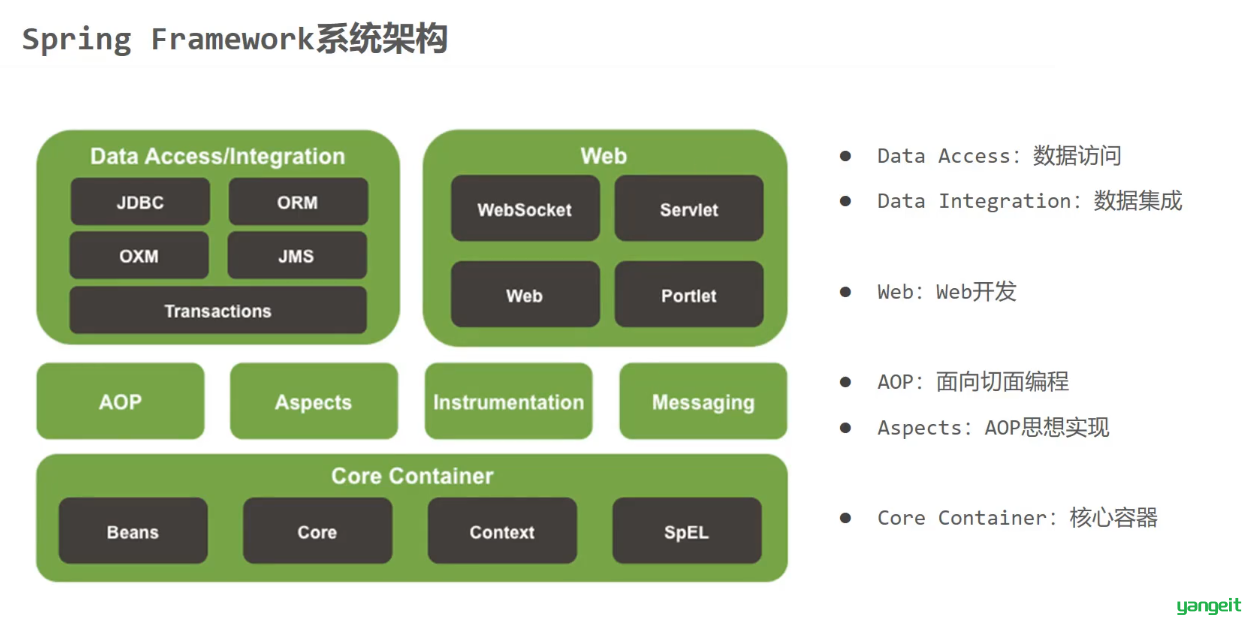 Spring Framework系统架构
Data Access/Integration
JDBC
ORM
OXM
JMS
Transactions
Web
WebSocket
Servlet
Web
Portlet
AOP
Aspects
Instrumentation
Messaging
Core Container
Beans
Core
Context
SpEL
● Data Access：数据访问
● Data Integration：数据集成
● Web：Web开发
● AOP：面向切面编程
● Aspects：AOP思想实现
● Core Container：核心容器
yangeit